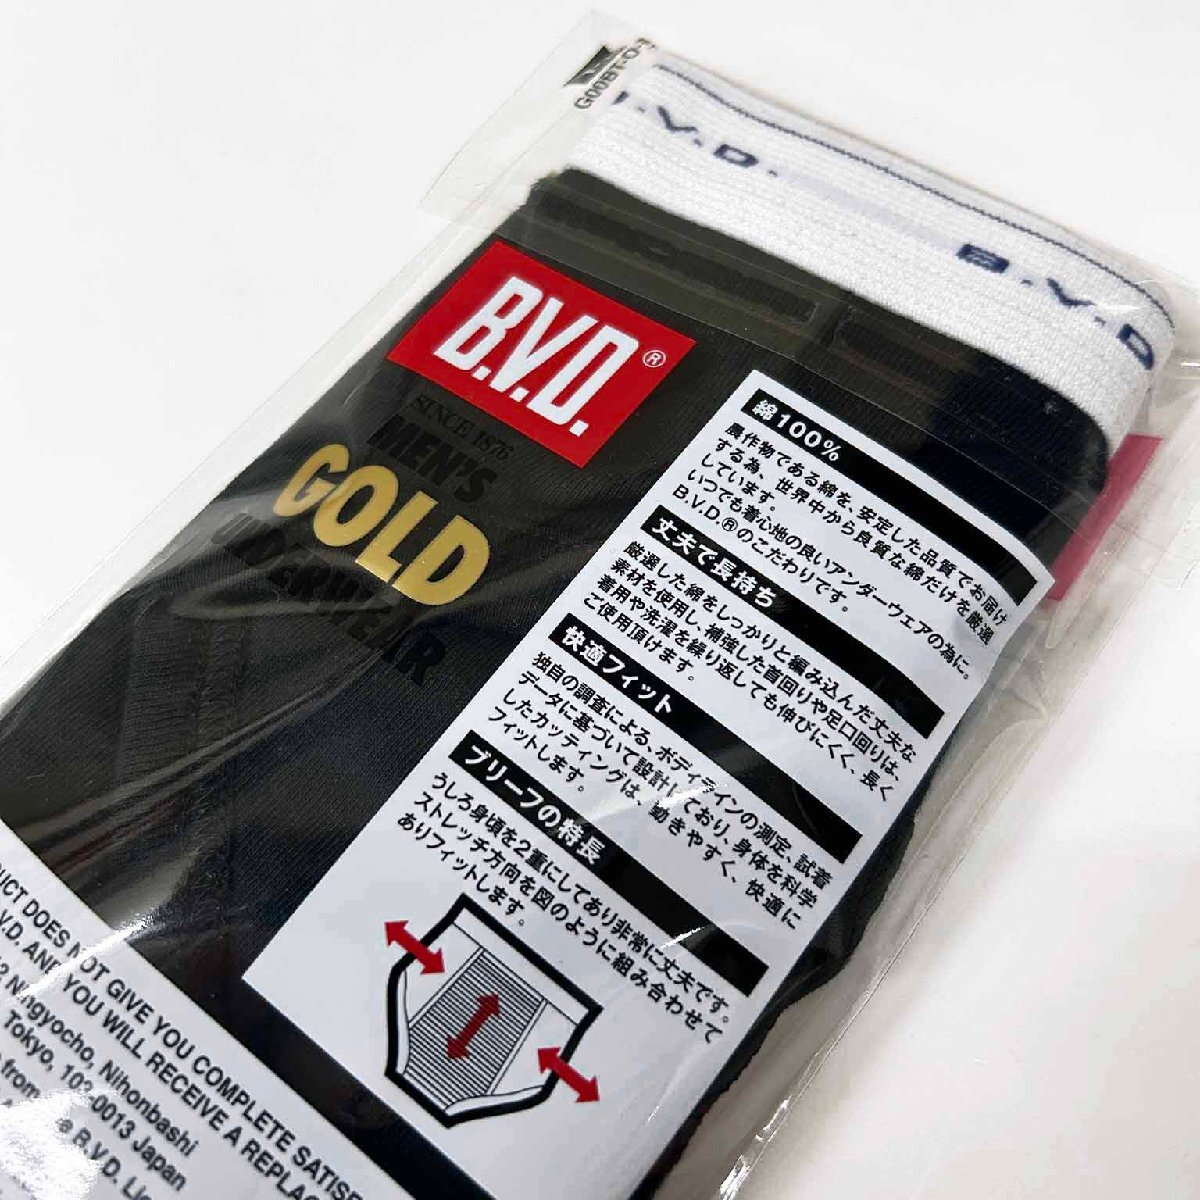 G00BT-0-
.V.D.
B.V.D
B.V.D.®
SINCE 1876
MEN'S
GOLD
UNDERWEAR
綿100%
農作物である綿を、安定した品質でお届け
する為、世界中から良質な綿だけを厳選
しています。
いつでも着心地の良いアンダーウェアの為に。
B.V.D.®のこだわりです。
丈夫で長持ち
厳選した綿をしっかりと編み込んだ丈夫な
素材を使用し、補強した首回りや足口回りは、
着用や洗濯を繰り返しても伸びにくく、長く
ご使用頂けます。
快適フィット
独自の調査による、ボディラインの測定、試着
データに基づいて設計しており、身体を科学
したカッティングは、動きやすく、快適に
フィットします。
ブリーフの特長
うしろ身頃を2重にしてあり非常に丈夫です。
ストレッチ方向を図のように組み合わせて
ありフィットします。
UCT DOES NOT GIVE YOU COMPLETE SATISF
.V.D. AND YOU WILL RECEIVE A REPLAC
3 Ningyocho, Nihonbashi
Tokyo, 103-0013 Japan
from
B.V.D. Lic